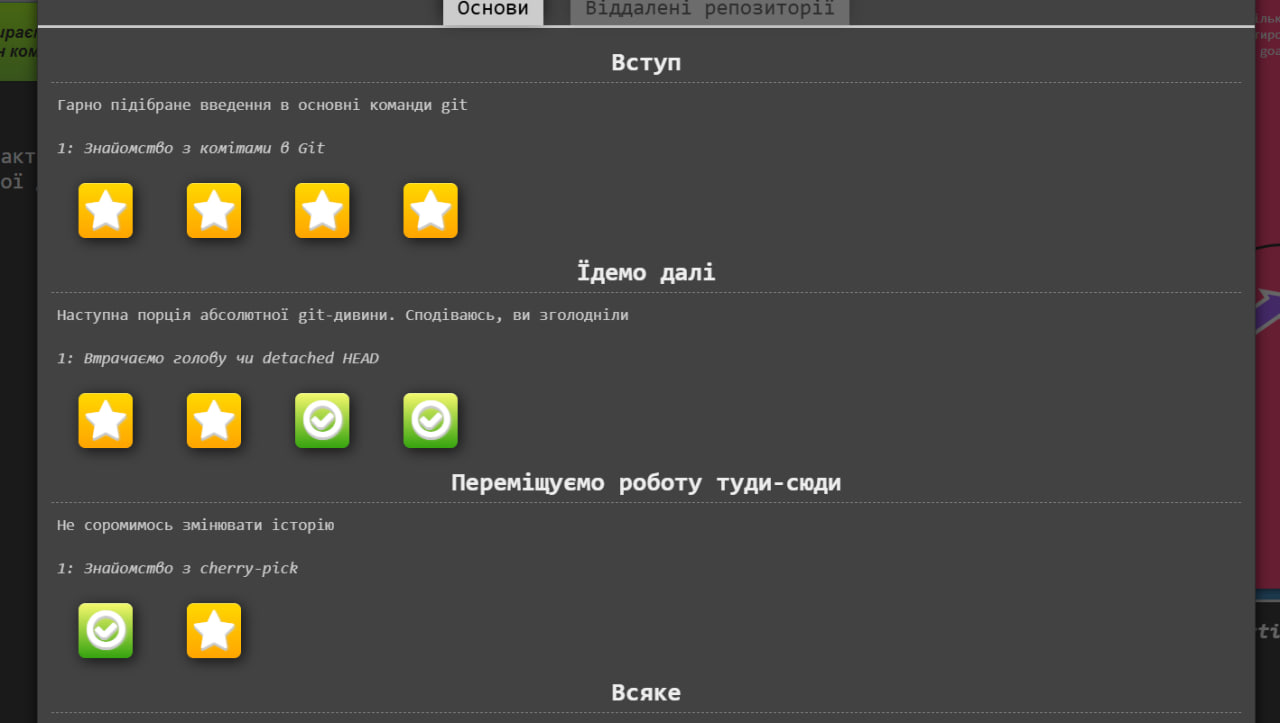 Основи
Віддалені репозиторії
Вступ
Гарно підібране введення в основні команди git
1: Знайомство з комітами в Git
Їдемо далі
Наступна порція абсолютної git-дивини. Сподіваюсь, ви зголодніли
1: Втрачаємо голову чи detached HEAD
Переміщуємо роботу туди-сюди
Не соромимось змінювати історію
1: Знайомство з cherry-pick
Всяке